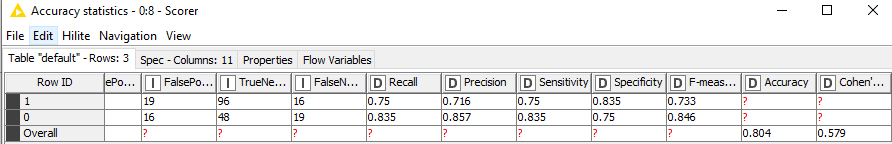 Accuracy statistics - 0:8 - Scorer
File Edit Hilite Navigation View
Table "default" - Rows: 3 Spec - Columns: 11 Properties Flow Variables
Row ID ePo... I FalsePo... I TrueNe... I FalseN... D Recall D Precision D Sensitivity D Specificity D F-meas... D Accuracy D Cohen'...
1 19 96 16 0.75 0.716 0.75 0.835 0.733 ? ?
0 16 48 19 0.835 0.857 0.835 0.75 0.846 ? ?
Overall ? ? ? ? ? ? ? ? 0.804 0.579